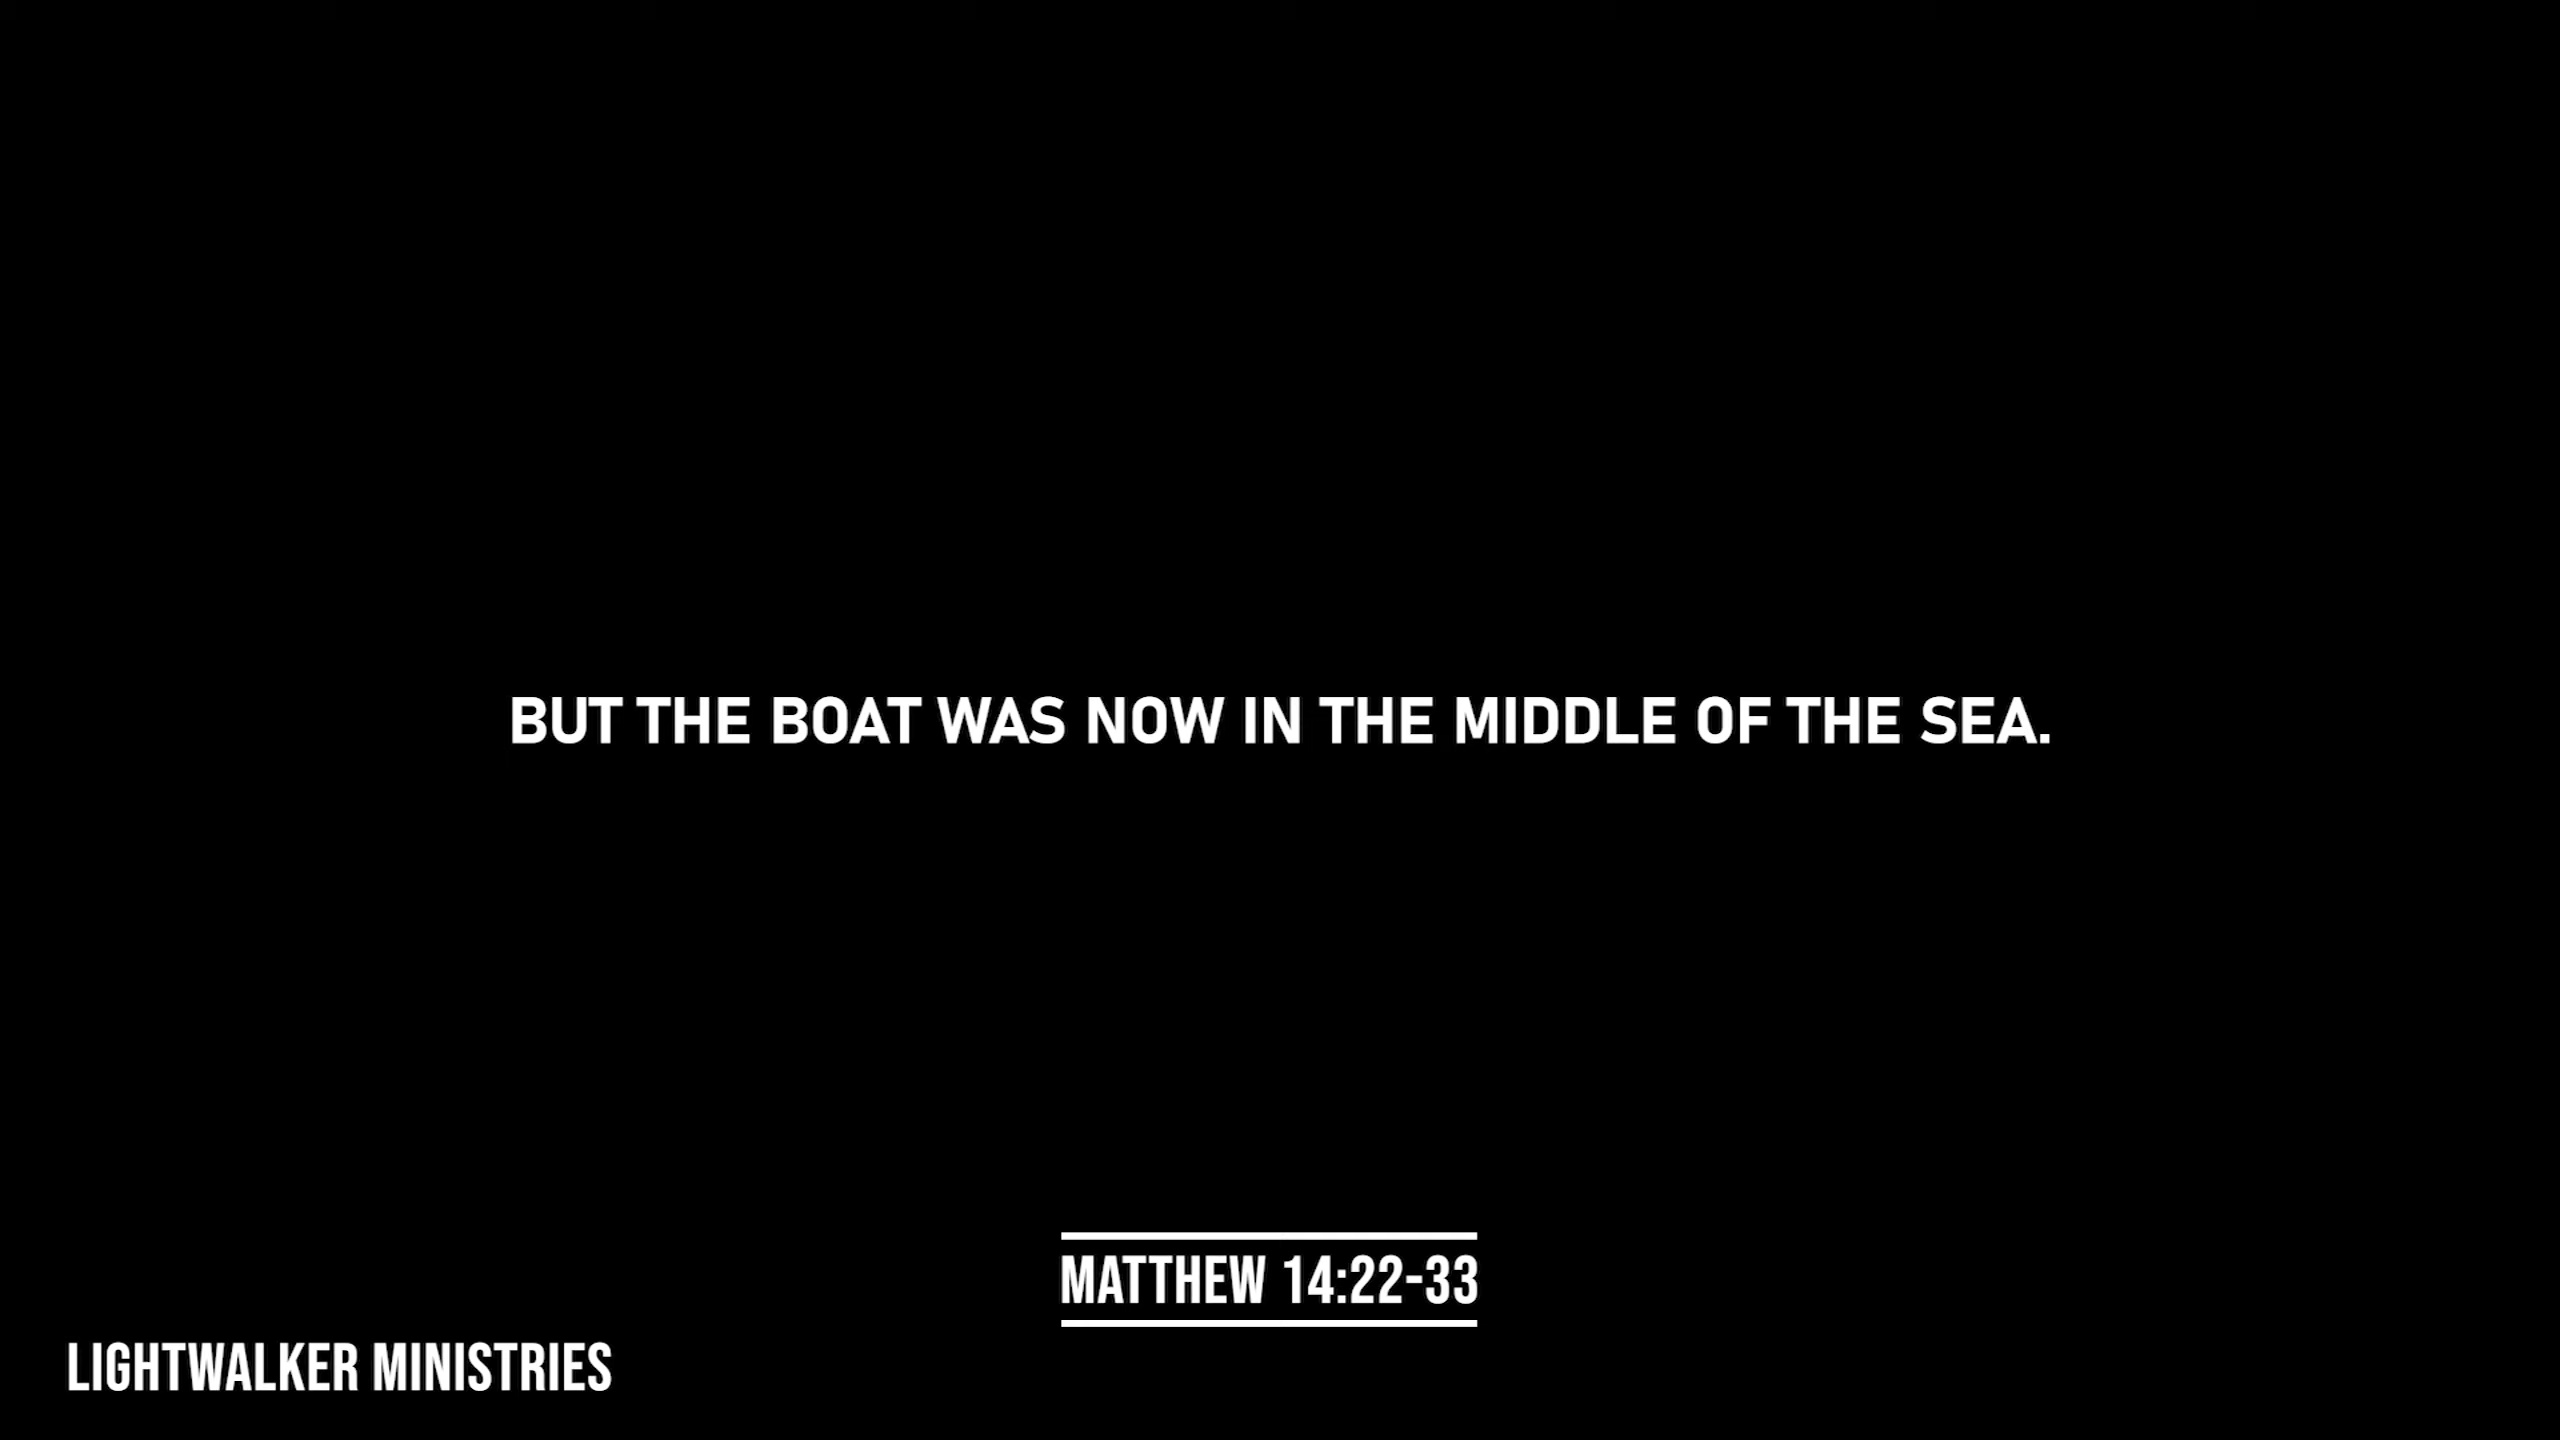 BUT THE BOAT WAS NOW IN THE MIDDLE OF THE SEA.
MATTHEW 14:22-33
LIGHTWALKER MINISTRIES